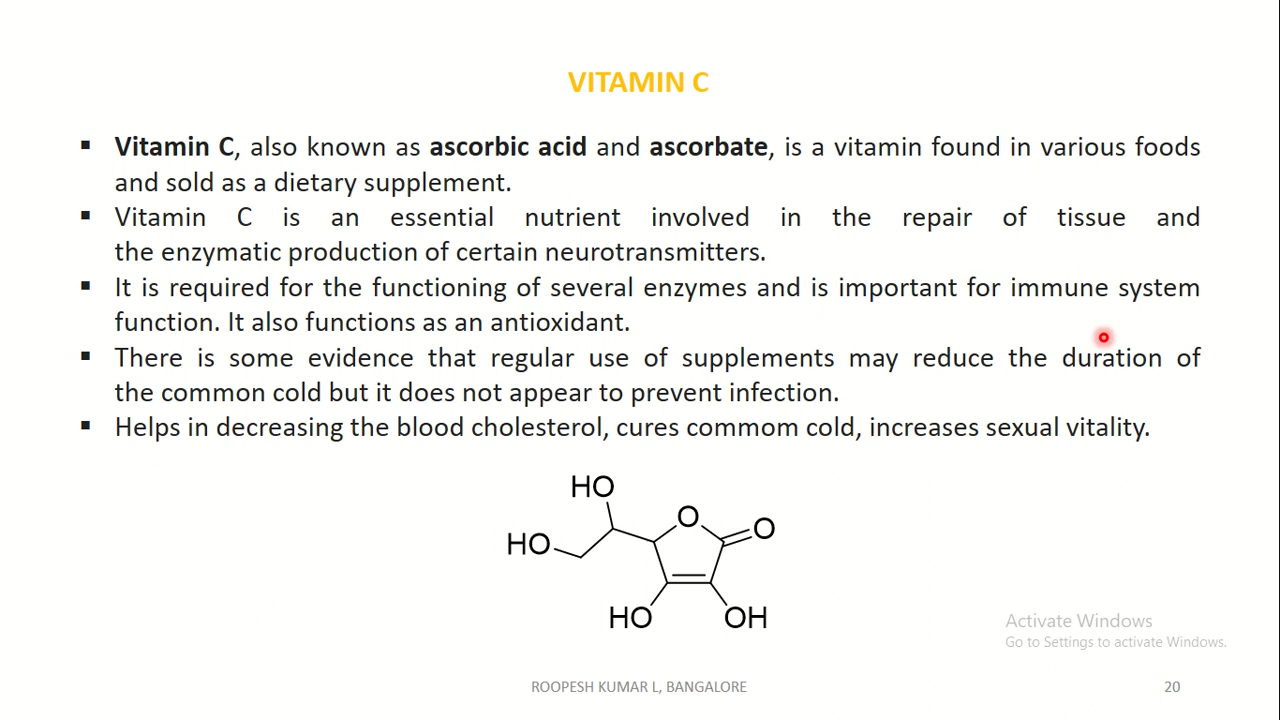 VITAMIN C
▪ Vitamin C, also known as ascorbic acid and ascorbate, is a vitamin found in various foods
and sold as a dietary supplement.
▪ Vitamin C is an essential nutrient involved in the repair of tissue and
the enzymatic production of certain neurotransmitters.
▪ It is required for the functioning of several enzymes and is important for immune system
function. It also functions as an antioxidant.
▪ There is some evidence that regular use of supplements may reduce the duration of
the common cold but it does not appear to prevent infection.
▪ Helps in decreasing the blood cholesterol, cures commom cold, increases sexual vitality.
HO
O
O
HO
HO
OH
Activate Windows
Go to Settings to activate Windows.
ROOPESH KUMAR L, BANGALORE
20